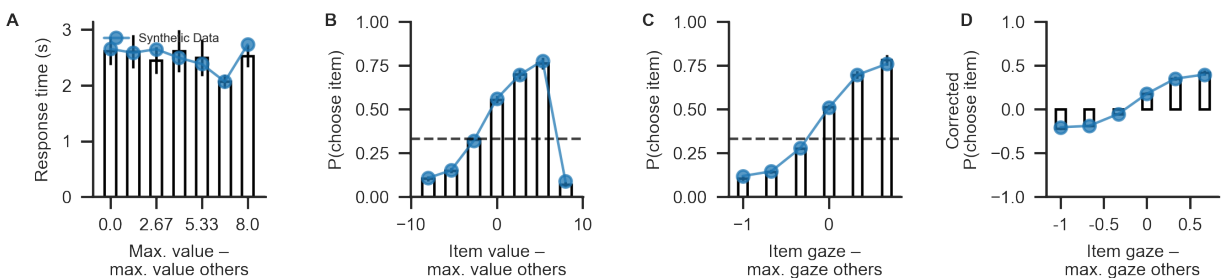 A
Response time (s)
3
2
1
0
Synthetic Data
0.0 2.67 5.33 8.0
Max. value –
max. value others
B
P(choose item)
1.00
0.75
0.50
0.25
0.00
−10 0 10
Item value –
max. value others
C
P(choose item)
1.00
0.75
0.50
0.25
0.00
−1 0
Item gaze –
max. gaze others
D
Corrected
P(choose item)
1.0
0.5
0.0
−0.5
−1.0
-1 -0.5 0 0.5
Item gaze –
max. gaze others